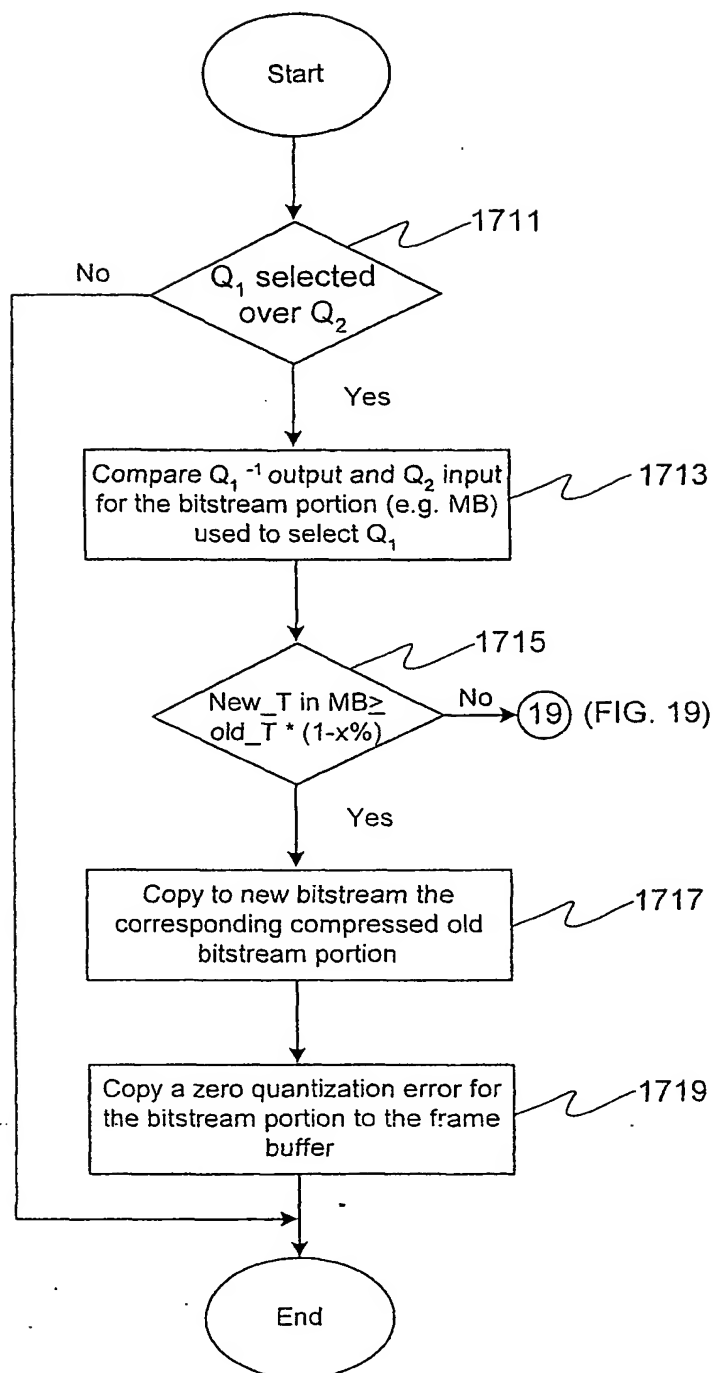 Start
1711
No
Q₁ selected
over Q₂
Yes
Compare Q₁⁻¹ output and Q₂ input
for the bitstream portion (e.g. MB)
used to select Q₁
1713
1715
New_T in MB≥
old_T * (1-x%)
No
19 (FIG. 19)
Yes
Copy to new bitstream the
corresponding compressed old
bitstream portion
1717
Copy a zero quantization error for
the bitstream portion to the frame
buffer
1719
End